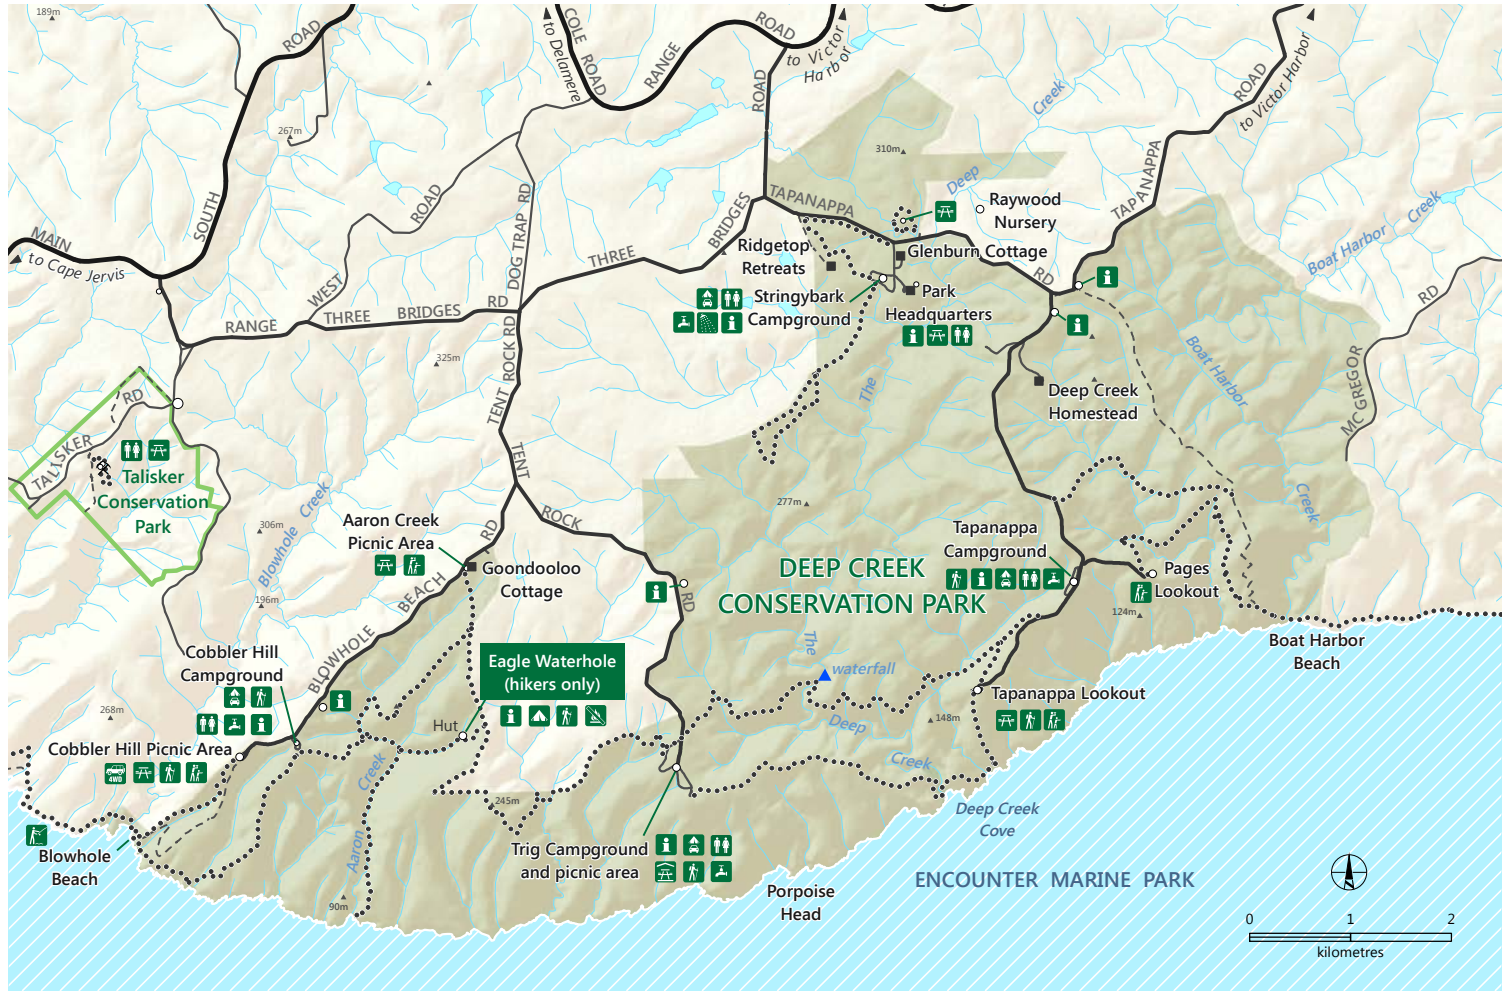 189m
ROAD
to Delamere
COLE ROAD
RANGE
ROAD
to Victor
Harbor
ROAD
to Victor Harbor
Creek
267m
ROAD
310m
TAPANAPPA
Deep
SOUTH
ROAD
DOG TRAP RD
BRIDGES
TAPANAPPA
Raywood
Nursery
Boat Harbor Creek
MAIN
to Cape Jervis
THREE
Ridgetop
Retreats
Glenburn Cottage
RD
WEST
RD
Stringybark
Campground
Park
Headquarters
RD
RANGE
THREE BRIDGES
TENT ROCK RD
325m
The
Boat Harbor
Creek
MC GREGOR
Deep Creek
Homestead
RD
TALISKER
Talisker
Conservation
Park
TENT
ROCK
RD
277m
306m
Blowhole Creek
196m
Aaron Creek
Picnic Area
RD
Goondooloo
Cottage
BLOWHOLE BEACH
DEEP CREEK
CONSERVATION PARK
Tapanappa
Campground
Pages
Lookout
124m
Boat Harbor
Beach
Cobbler Hill
Campground
Eagle Waterhole
(hikers only)
The
waterfall
Deep
Creek
Tapanappa Lookout
148m
268m
Hut
Cobbler Hill Picnic Area
4WD
Creek
Aaron
245m
Deep Creek
Cove
Blowhole
Beach
Trig Campground
and picnic area
90m
Porpoise
Head
ENCOUNTER MARINE PARK
0 1 2
kilometres